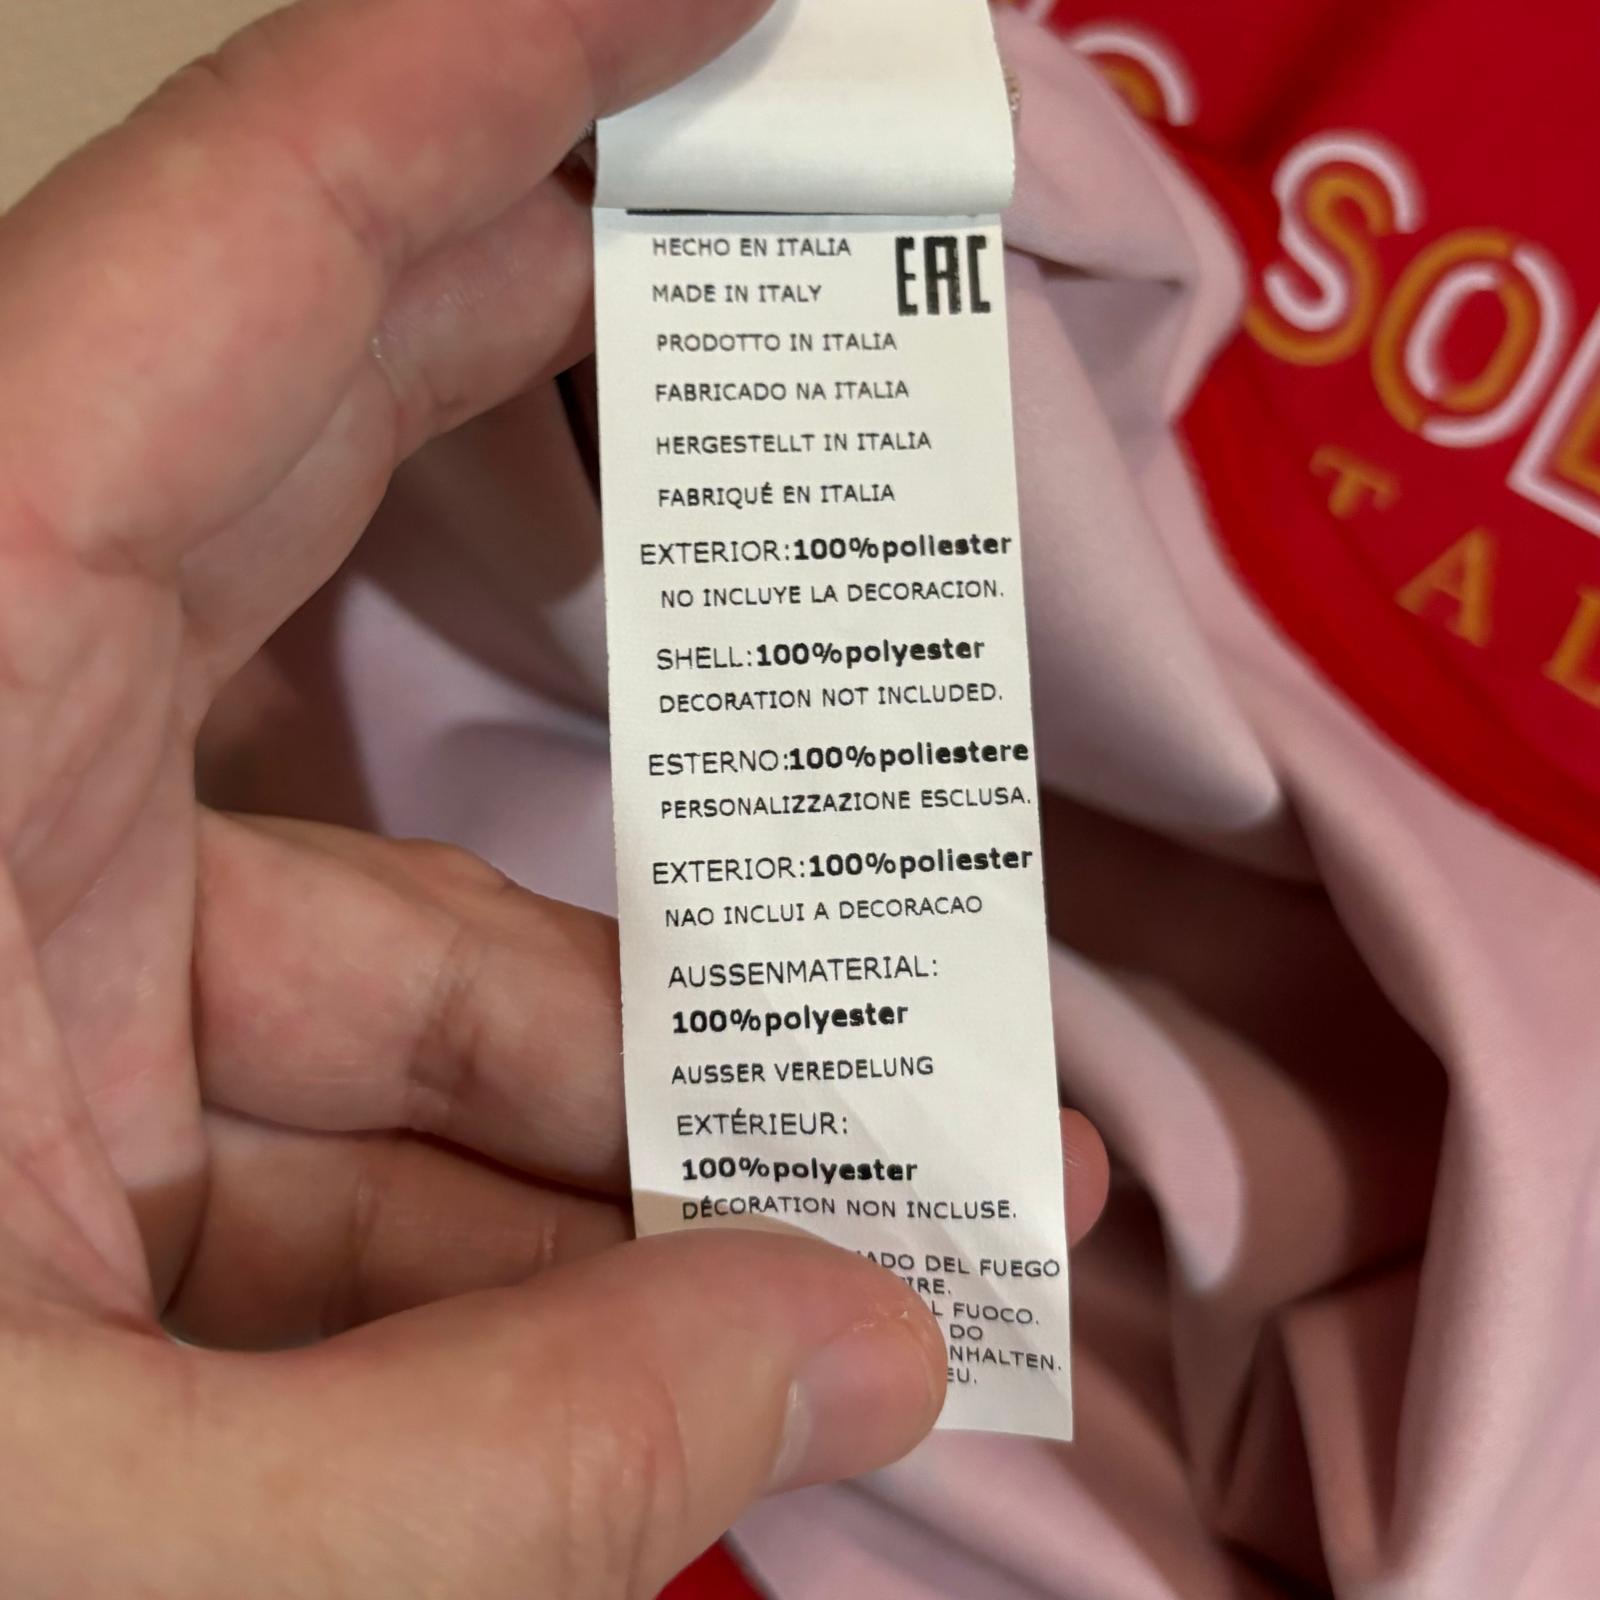 HECHO EN ITALIA
EAC
MADE IN ITALY
PRODOTTO IN ITALIA
FABRICADO NA ITALIA
HERGESTELLT IN ITALIA
FABRIQUÉ EN ITALIA
EXTERIOR:100%poliester
NO INCLUYE LA DECORACION.
SHELL:100%polyester
DECORATION NOT INCLUDED.
ESTERNO:100%poliestere
PERSONALIZZAZIONE ESCLUSA.
EXTERIOR:100%poliester
NAO INCLUI A DECORACAO
AUSSENMATERIAL:
100%polyester
AUSSER VEREDELUNG
EXTÉRIEUR:
100%polyester
DÉCORATION NON INCLUSE.
DEL FUEGO
FUOCO.
DO
SO